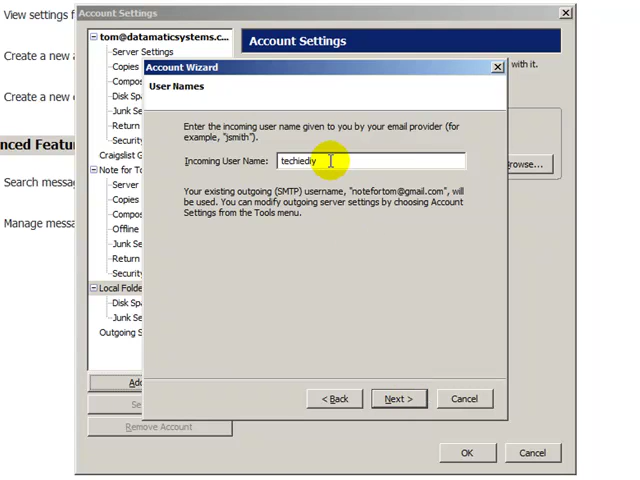 View settings f
Create a new a
Create a new
nced Featu
Search messag
Manage messa
Account Settings
tom@datamaticsystems.c...
Server Settings
Copies
Compos
Disk Sp
Junk Se
Return
Security
Craigslist G
Note for T
Server
Copies
Compos
Offline
Junk Se
Return
Security
Local Folde
Disk Sp
Junk Se
Outgoing S
Add
Se
Remove Account
Account Settings
with it.
Browse...
Account Wizard
User Names
Enter the incoming user name given to you by your email provider (for
example, "jsmith").
Incoming User Name: techiediy
Your existing outgoing (SMTP) username, "notefortom@gmail.com", will
be used. You can modify outgoing server settings by choosing Account
Settings from the Tools menu.
< Back
Next >
Cancel
OK
Cancel